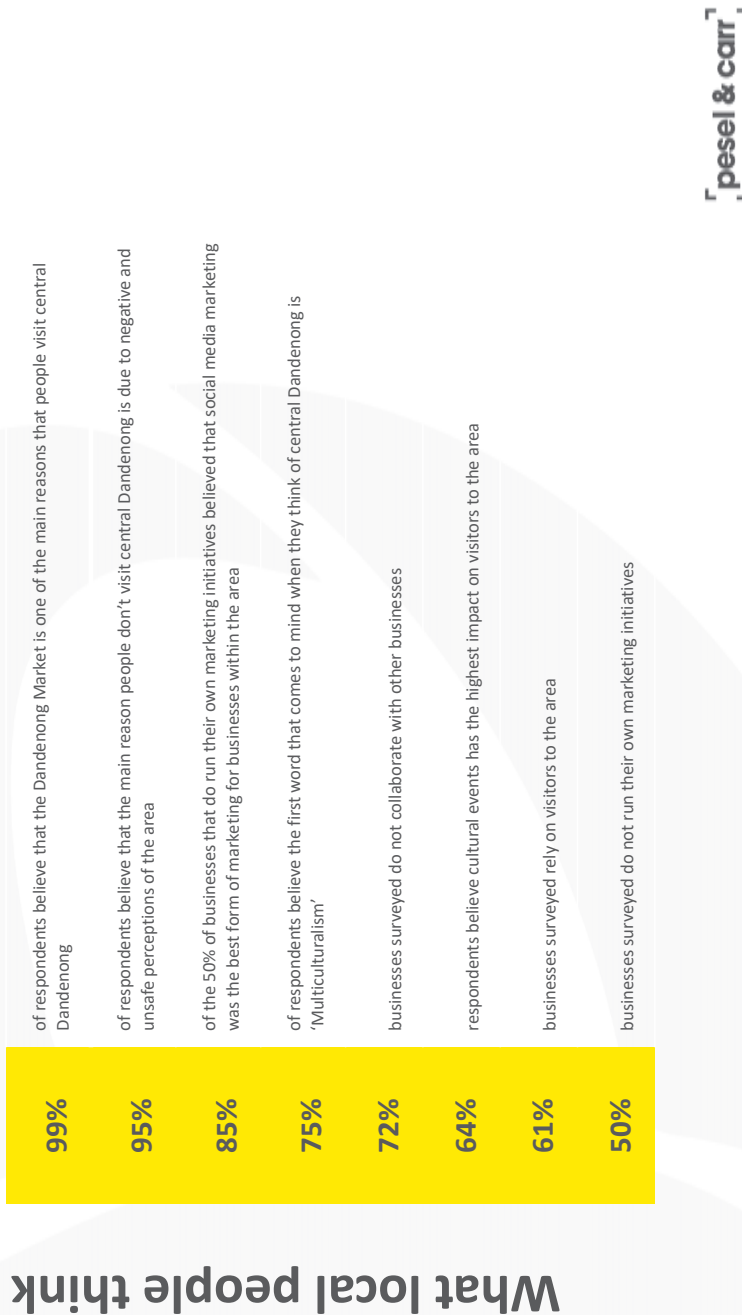 What local people think
99%
of respondents believe that the Dandenong Market is one of the main reasons that people visit central
Dandenong
95%
of respondents believe that the main reason people don’t visit central Dandenong is due to negative and
unsafe perceptions of the area
85%
of the 50% of businesses that do run their own marketing initiatives believed that social media marketing
was the best form of marketing for businesses within the area
75%
of respondents believe the first word that comes to mind when they think of central Dandenong is
‘Multiculturalism’
72%
businesses surveyed do not collaborate with other businesses
64%
respondents believe cultural events has the highest impact on visitors to the area
61%
businesses surveyed rely on visitors to the area
50%
businesses surveyed do not run their own marketing initiatives
pesel & carr